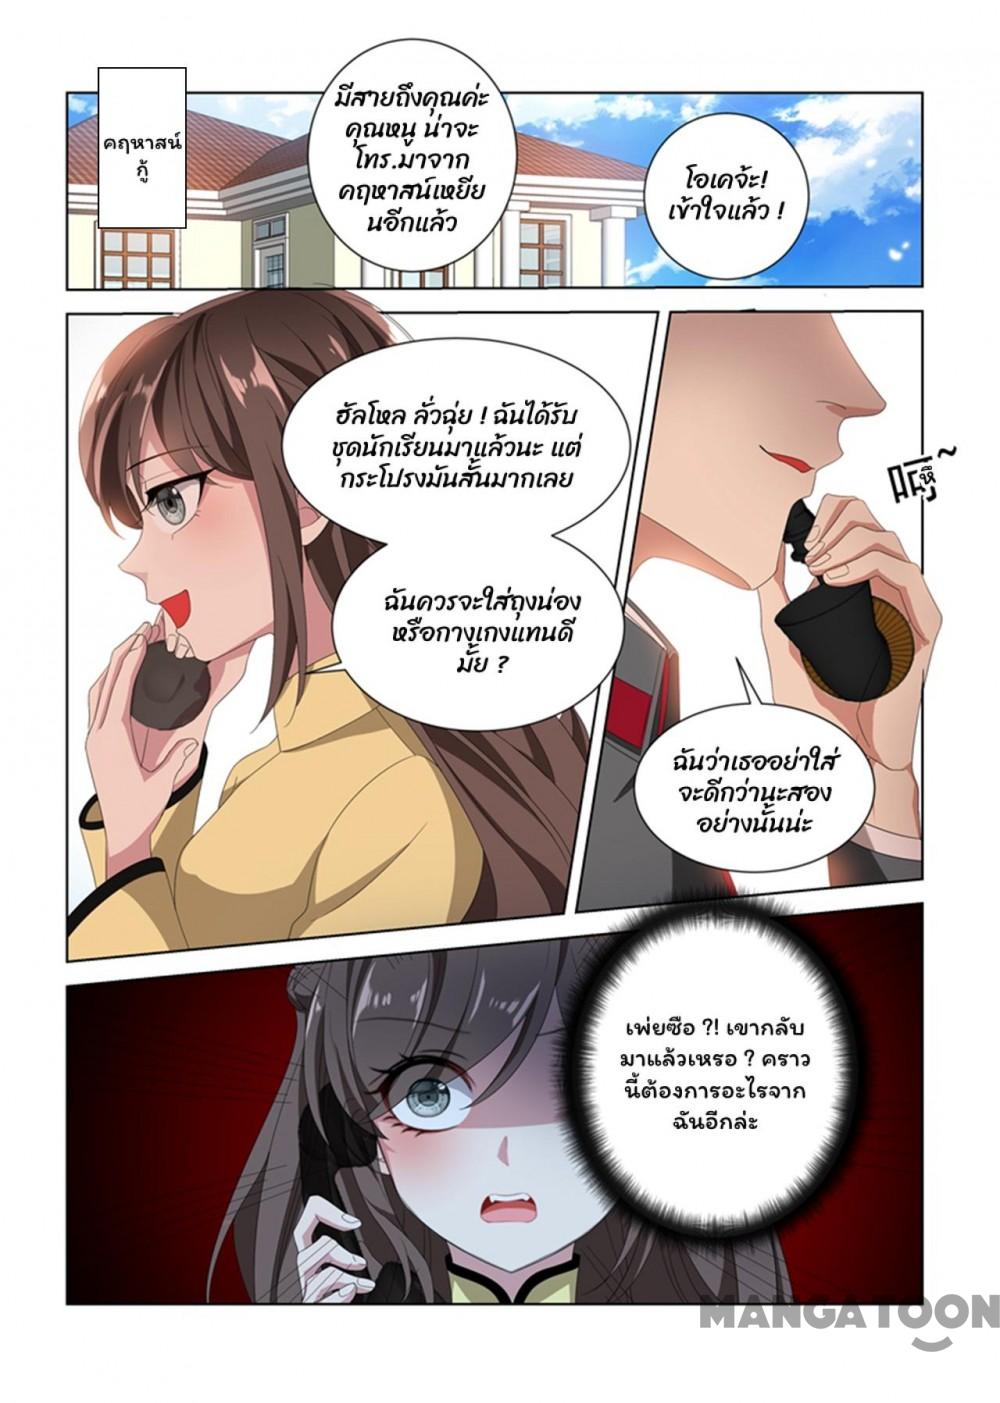 คฤหาสน์
กู้
มีสายถึงคุณค่ะ
คุณหนู น่าจะ
โทร.มาจาก
คฤหาสน์เหยีย
นอีกแล้ว
โอเคจ้ะ!
เข้าใจแล้ว !
ฮัลโหล ลั่วฉุ่ย ! ฉันได้รับ
ชุดนักเรียนมาแล้วนะ แต่
กระโปรงมันสั้นมากเลย
ฉันควรจะใส่ถุงน่อง
หรือกางเกงแทนดี
มั้ย ?
หึ
ฉันว่าเธออย่าใส่
จะดีกว่านะสอง
อย่างนั้นน่ะ
เพ่ยซือ ?! เขากลับ
มาแล้วเหรอ ? คราว
นี้ต้องการอะไรจาก
ฉันอีกล่ะ
MANGATOON